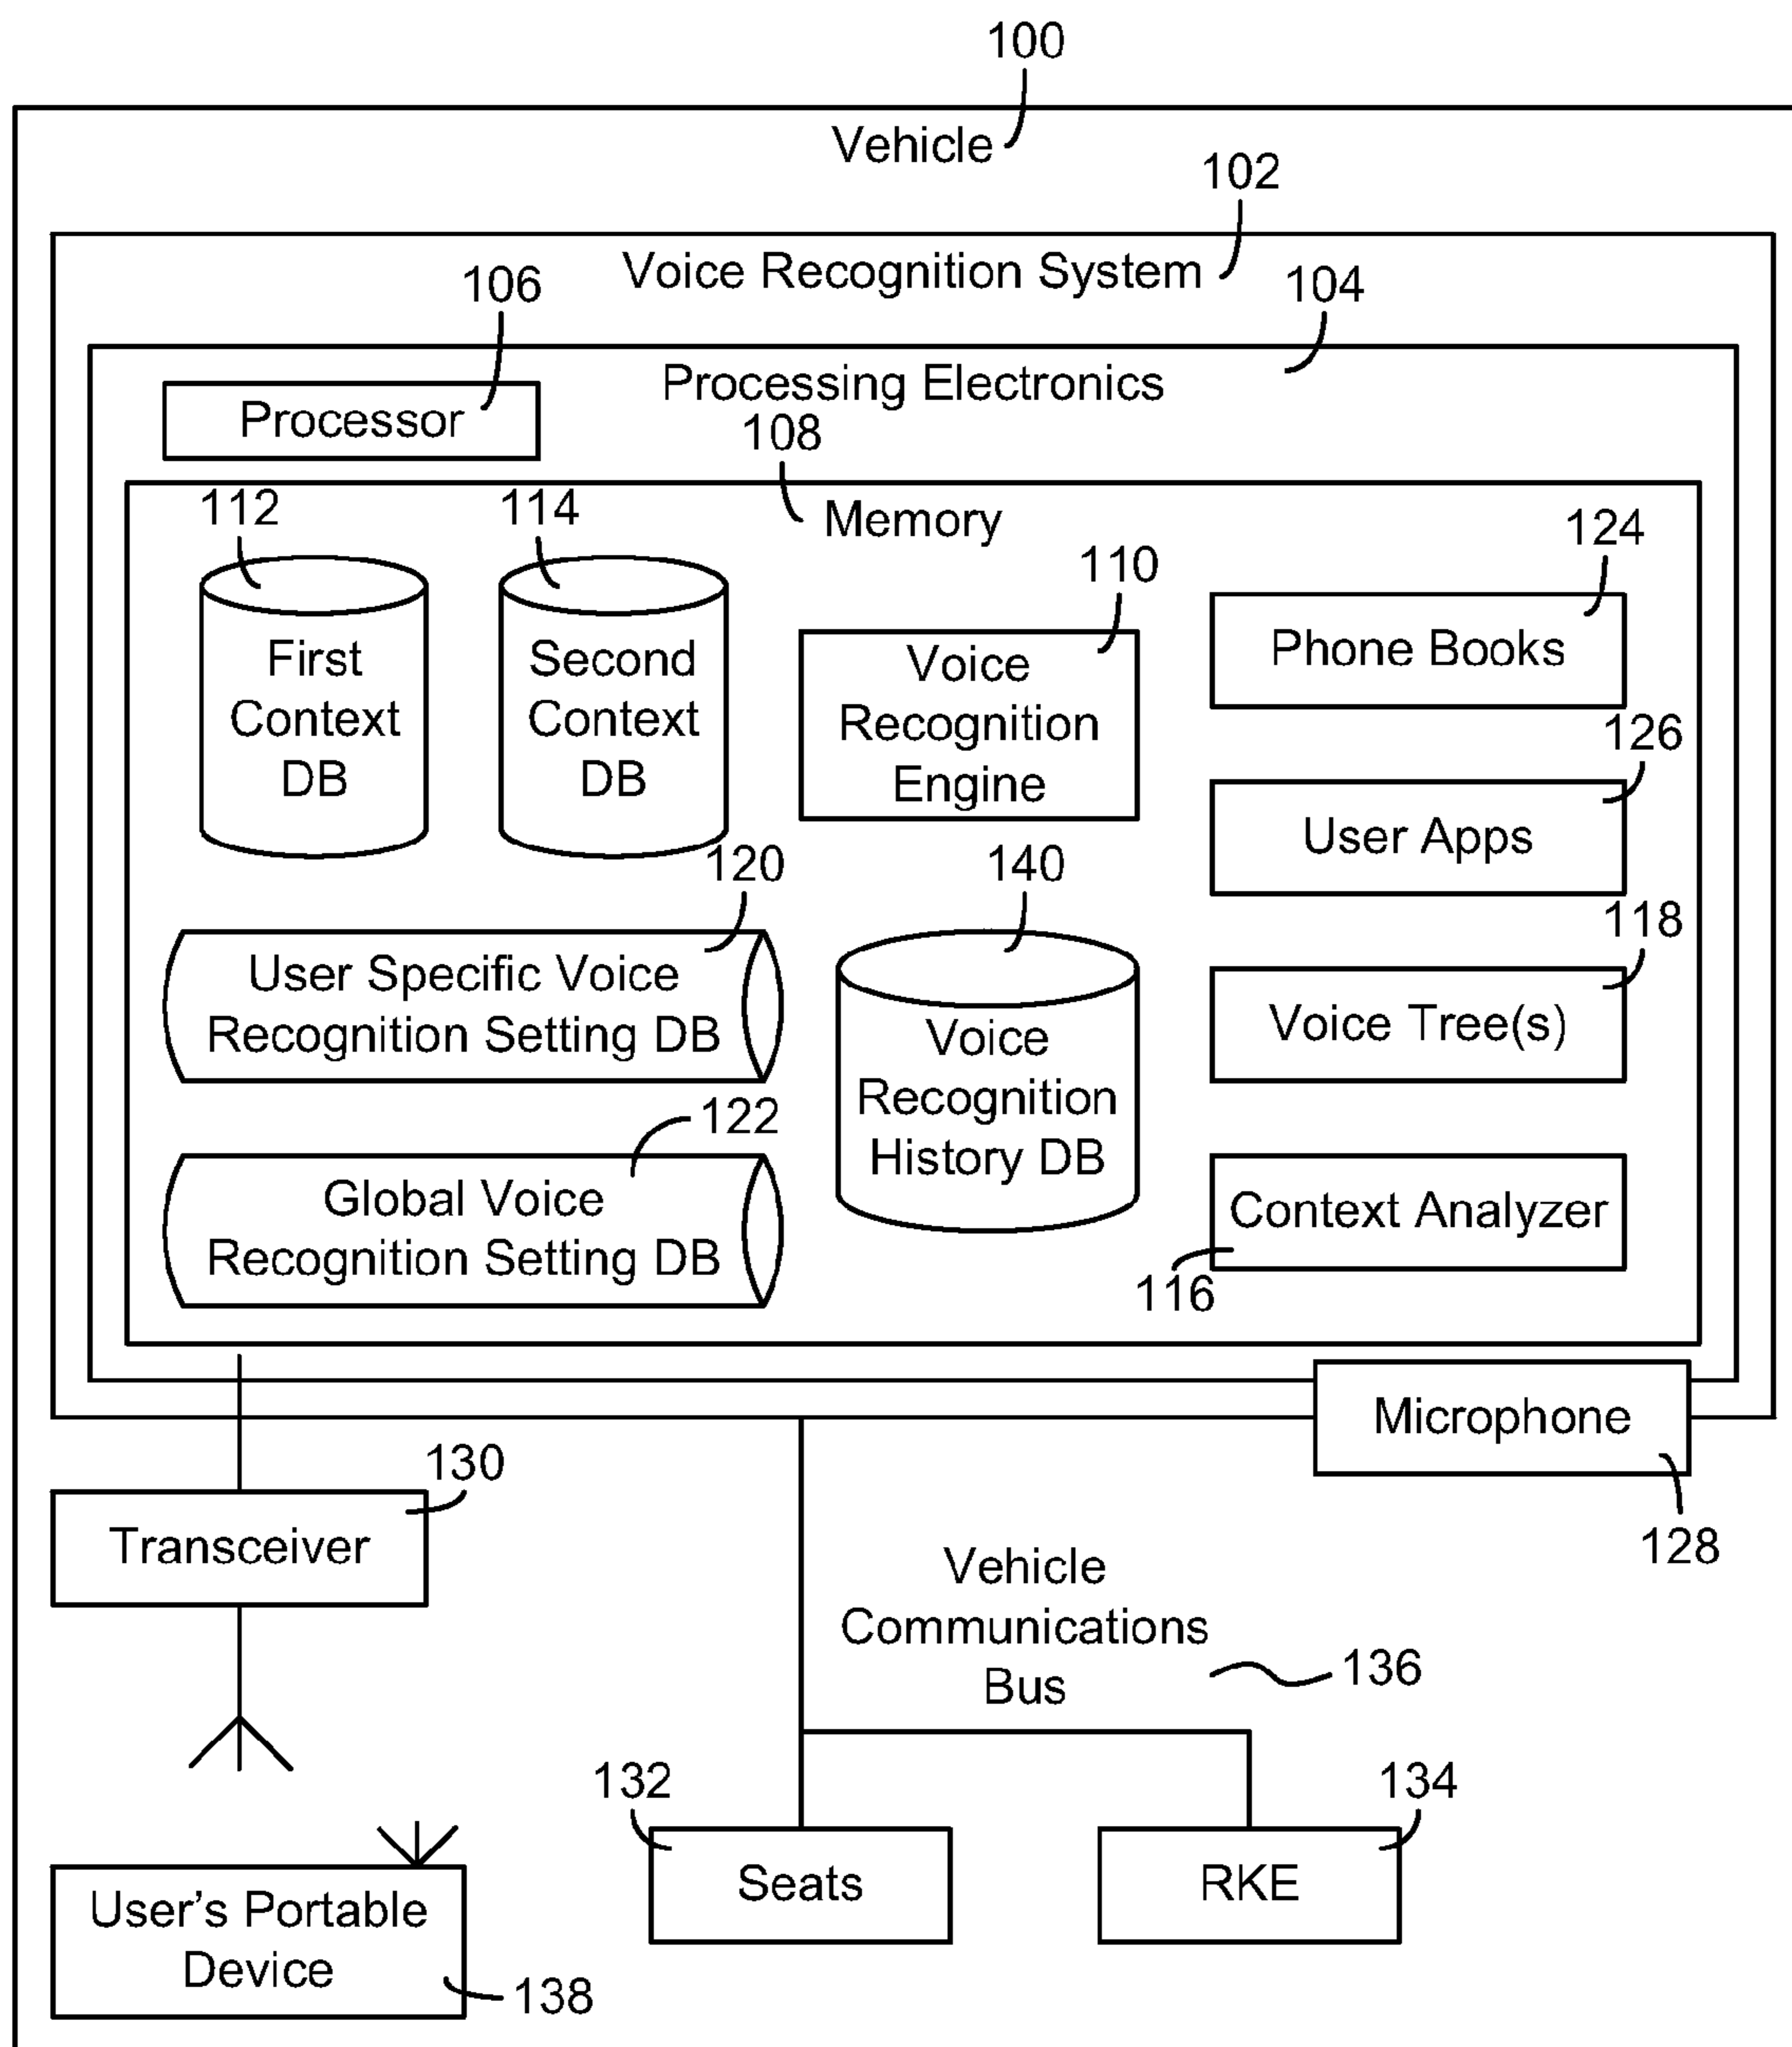 100
Vehicle
102
Voice Recognition System
106
104
Processing Electronics
Processor
108
112
114
Memory
124
110
First
Context
DB
Second
Context
DB
Voice
Recognition
Engine
Phone Books
126
User Apps
120
140
118
User Specific Voice
Recognition Setting DB
Voice
Recognition
History DB
Voice Tree(s)
122
Global Voice
Recognition Setting DB
Context Analyzer
116
Microphone
128
130
Transceiver
Vehicle
Communications
Bus
136
132
134
Seats
RKE
User's Portable
Device
138